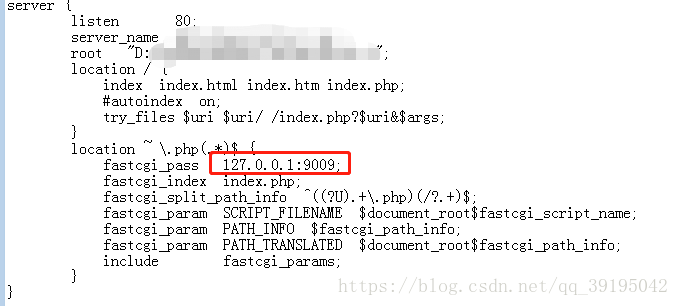 server {
listen 80;
server_name
root "D: ";
location / {
index index.html index.htm index.php;
#autoindex on;
try_files $uri $uri/ /index.php?$uri&$args;
}
location ~ \.php(.*)$ {
fastcgi_pass 127.0.0.1:9009;
fastcgi_index index.php;
fastcgi_split_path_info ^((?U).+\.php)(/?.+)$;
fastcgi_param SCRIPT_FILENAME $document_root$fastcgi_script_name;
fastcgi_param PATH_INFO $fastcgi_path_info;
fastcgi_param PATH_TRANSLATED $document_root$fastcgi_path_info;
include fastcgi_params;
}
}
https://blog.csdn.net/qq_39195042